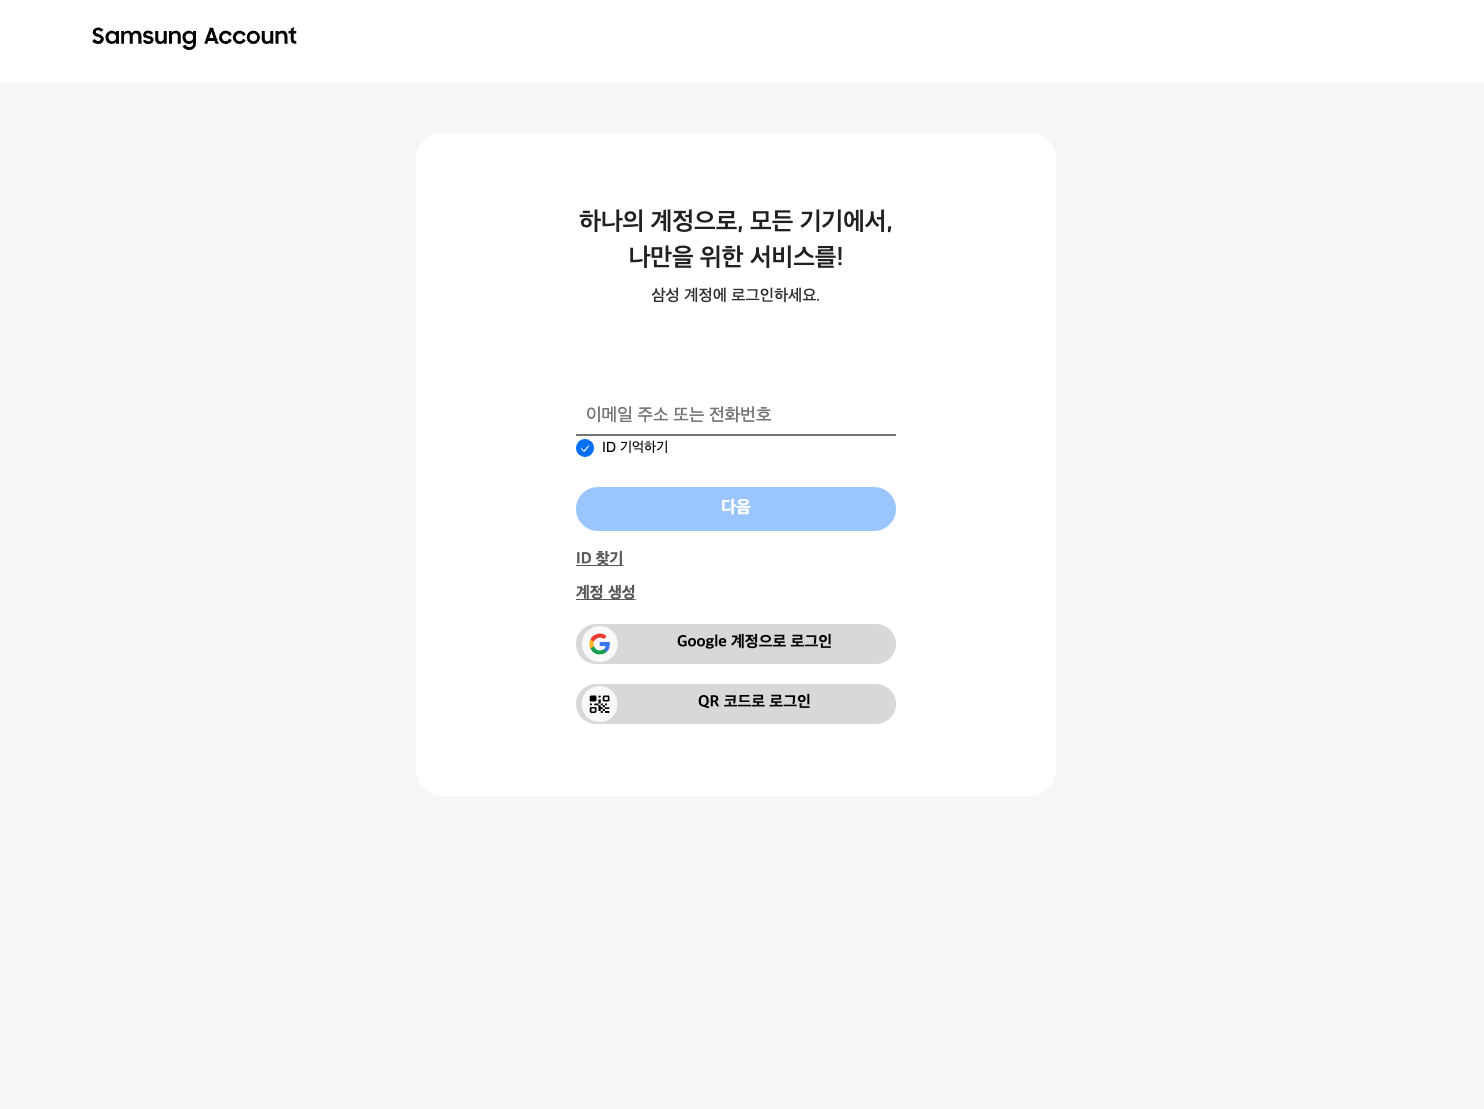 Samsung Account
하나의 계정으로, 모든 기기에서,
나만을 위한 서비스를!
삼성 계정에 로그인하세요.
이메일 주소 또는 전화번호
ID 기억하기
다음
ID 찾기
계정 생성
Google 계정으로 로그인
QR 코드로 로그인